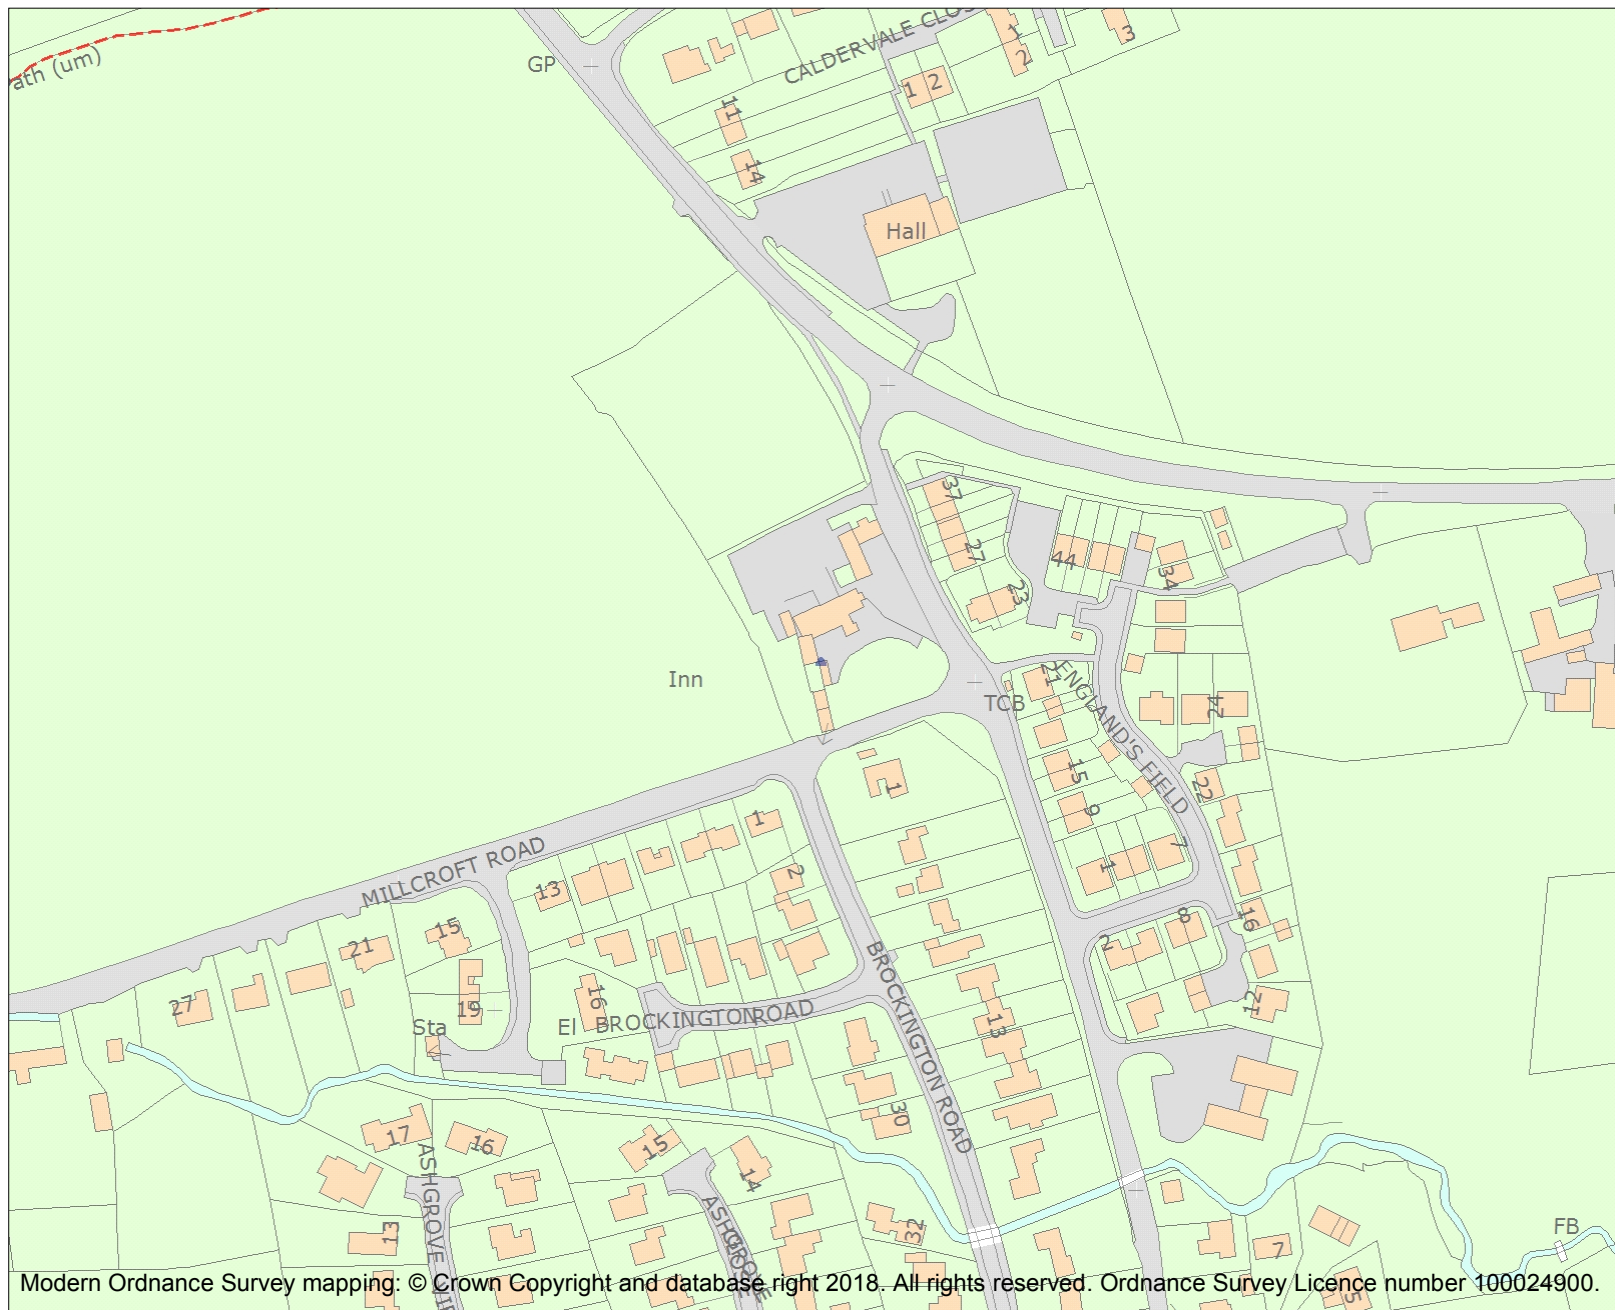 CALDERVALE CLOS
1
2
3
GP
ath (um)
11
1 2
14
Hall
37
27
44
34
23
Inn
21
TCB
ENGLAND'S FIELD
24
15
22
1
9
1
7
MILLCROFT ROAD
13
2
1
15
21
2
8
16
BROCKINGTON ROAD
27
19
16
12
Sta
El
BROCKINGTON ROAD
13
30
17
16
15
14
ASHGROVE
ASHGROVE
13
32
7
FB
5
Modern Ordnance Survey mapping: © Crown Copyright and database right 2018. All rights reserved. Ordnance Survey Licence number 100024900.